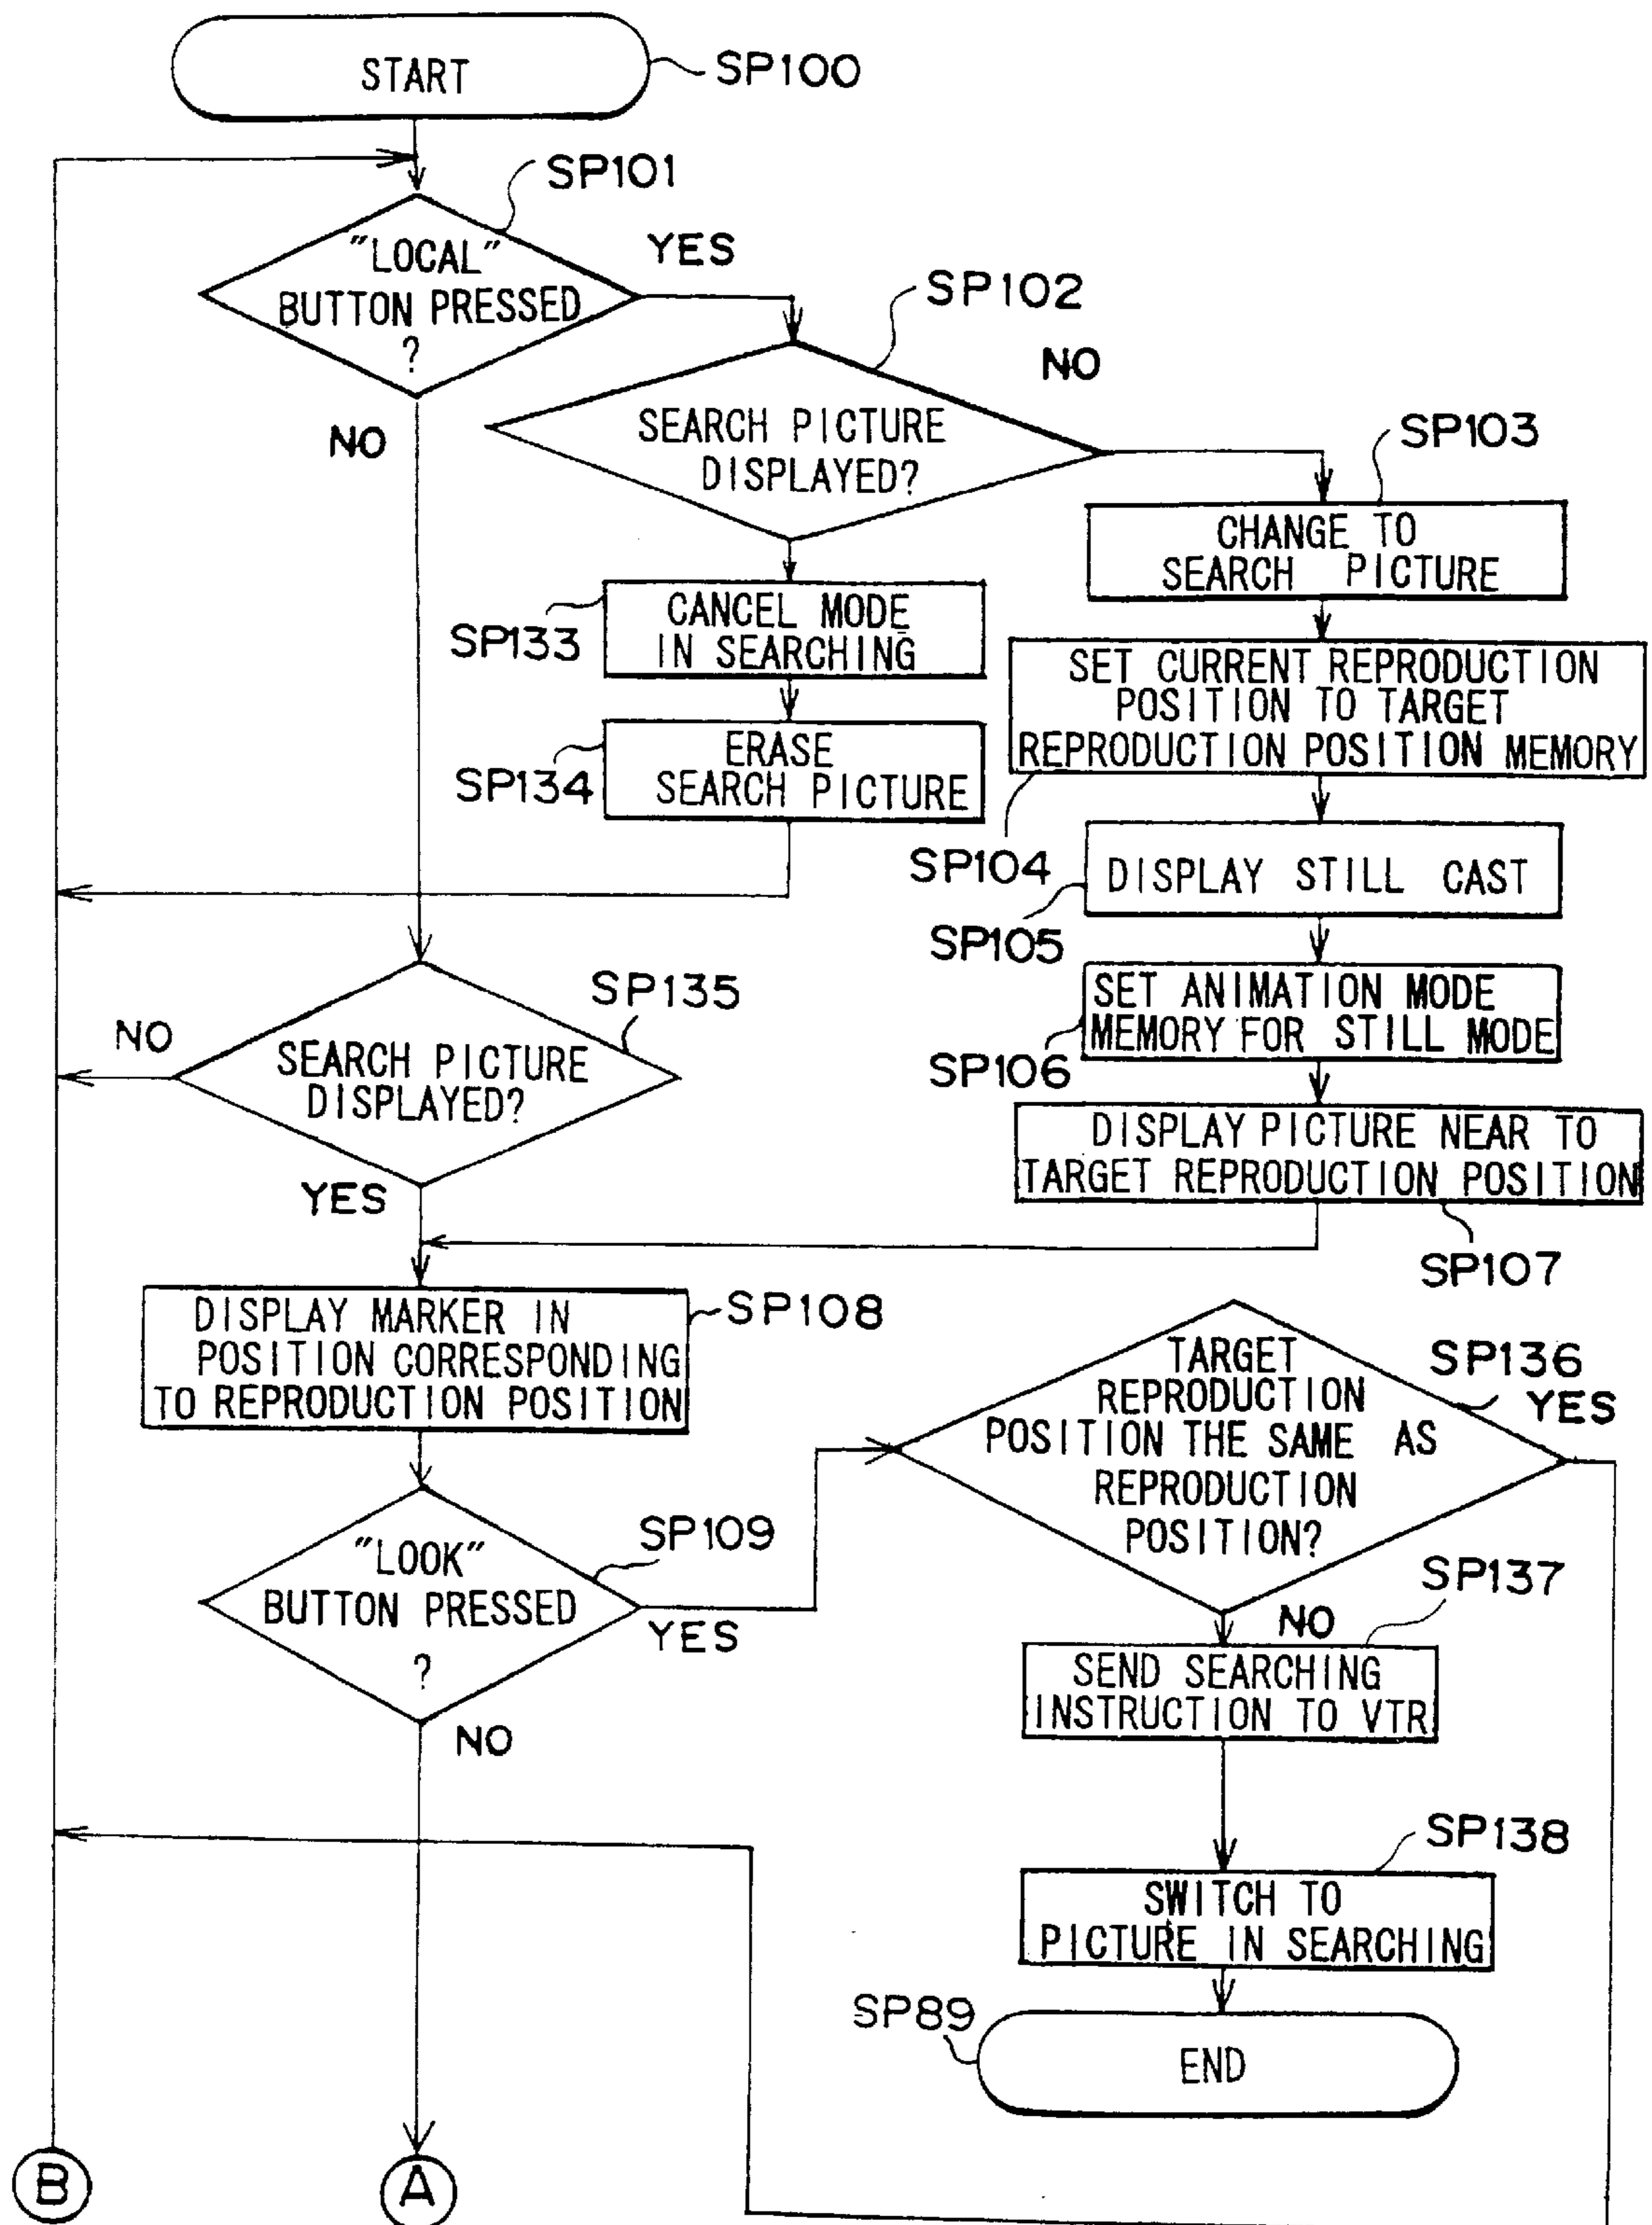 START
SP100
SP101
"LOCAL"
BUTTON PRESSED
?
YES
NO
SP102
SEARCH PICTURE
DISPLAYED?
NO
SP103
CHANGE TO
SEARCH PICTURE
SP133
CANCEL MODE
IN SEARCHING
SET CURRENT REPRODUCTION
POSITION TO TARGET
REPRODUCTION POSITION MEMORY
SP104
SP134
ERASE
SEARCH PICTURE
DISPLAY STILL CAST
SP105
SET ANIMATION MODE
MEMORY FOR STILL MODE
SP106
SP135
NO
SEARCH PICTURE
DISPLAYED?
YES
DISPLAY PICTURE NEAR TO
TARGET REPRODUCTION POSITION
SP107
DISPLAY MARKER IN
POSITION CORRESPONDING
TO REPRODUCTION POSITION
SP108
TARGET
REPRODUCTION
POSITION THE SAME AS
REPRODUCTION
POSITION?
SP136
YES
"LOOK"
BUTTON PRESSED
?
SP109
YES
NO
NO
SP137
SEND SEARCHING
INSTRUCTION TO VTR
SP138
SWITCH TO
PICTURE IN SEARCHING
SP89
END
B
A